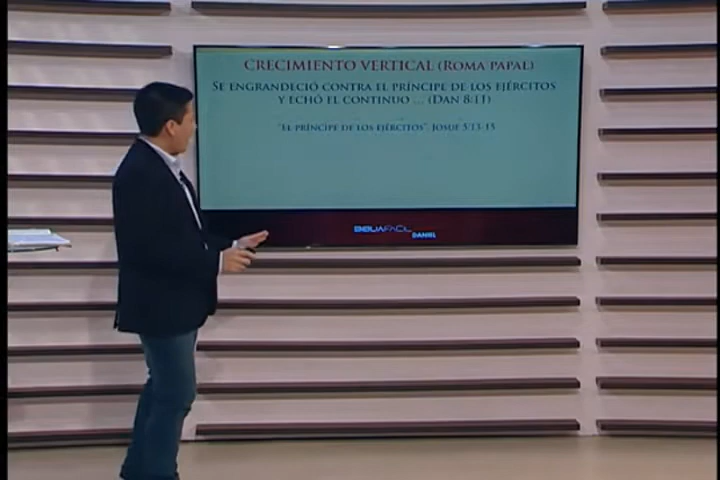 CRECIMIENTO VERTICAL (ROMA PAPAL)
SE ENGRANDECIÓ CONTRA EL PRÍNCIPE DE LOS EJÉRCITOS
Y ECHÓ EL CONTINUO ... (DAN 8:11)
"EL PRÍNCIPE DE LOS EJÉRCITOS": JOSUÉ 5:13-15
BIBLIAFÁCIL
DANIEL